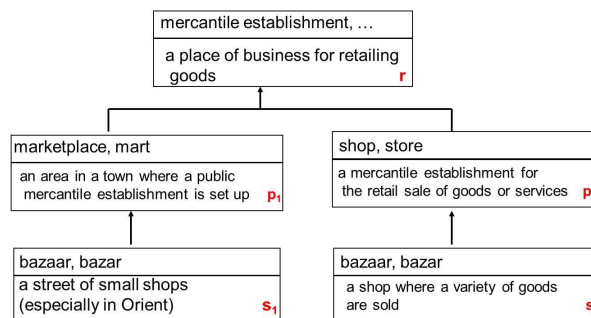 mercantile establishment, ...
a place of business for retailing
goods r
marketplace, mart
an area in a town where a public
mercantile establishment is set up p₁
shop, store
a mercantile establishment for
the retail sale of goods or services p
bazaar, bazar
a street of small shops
(especially in Orient) s₁
bazaar, bazar
a shop where a variety of goods
are sold s